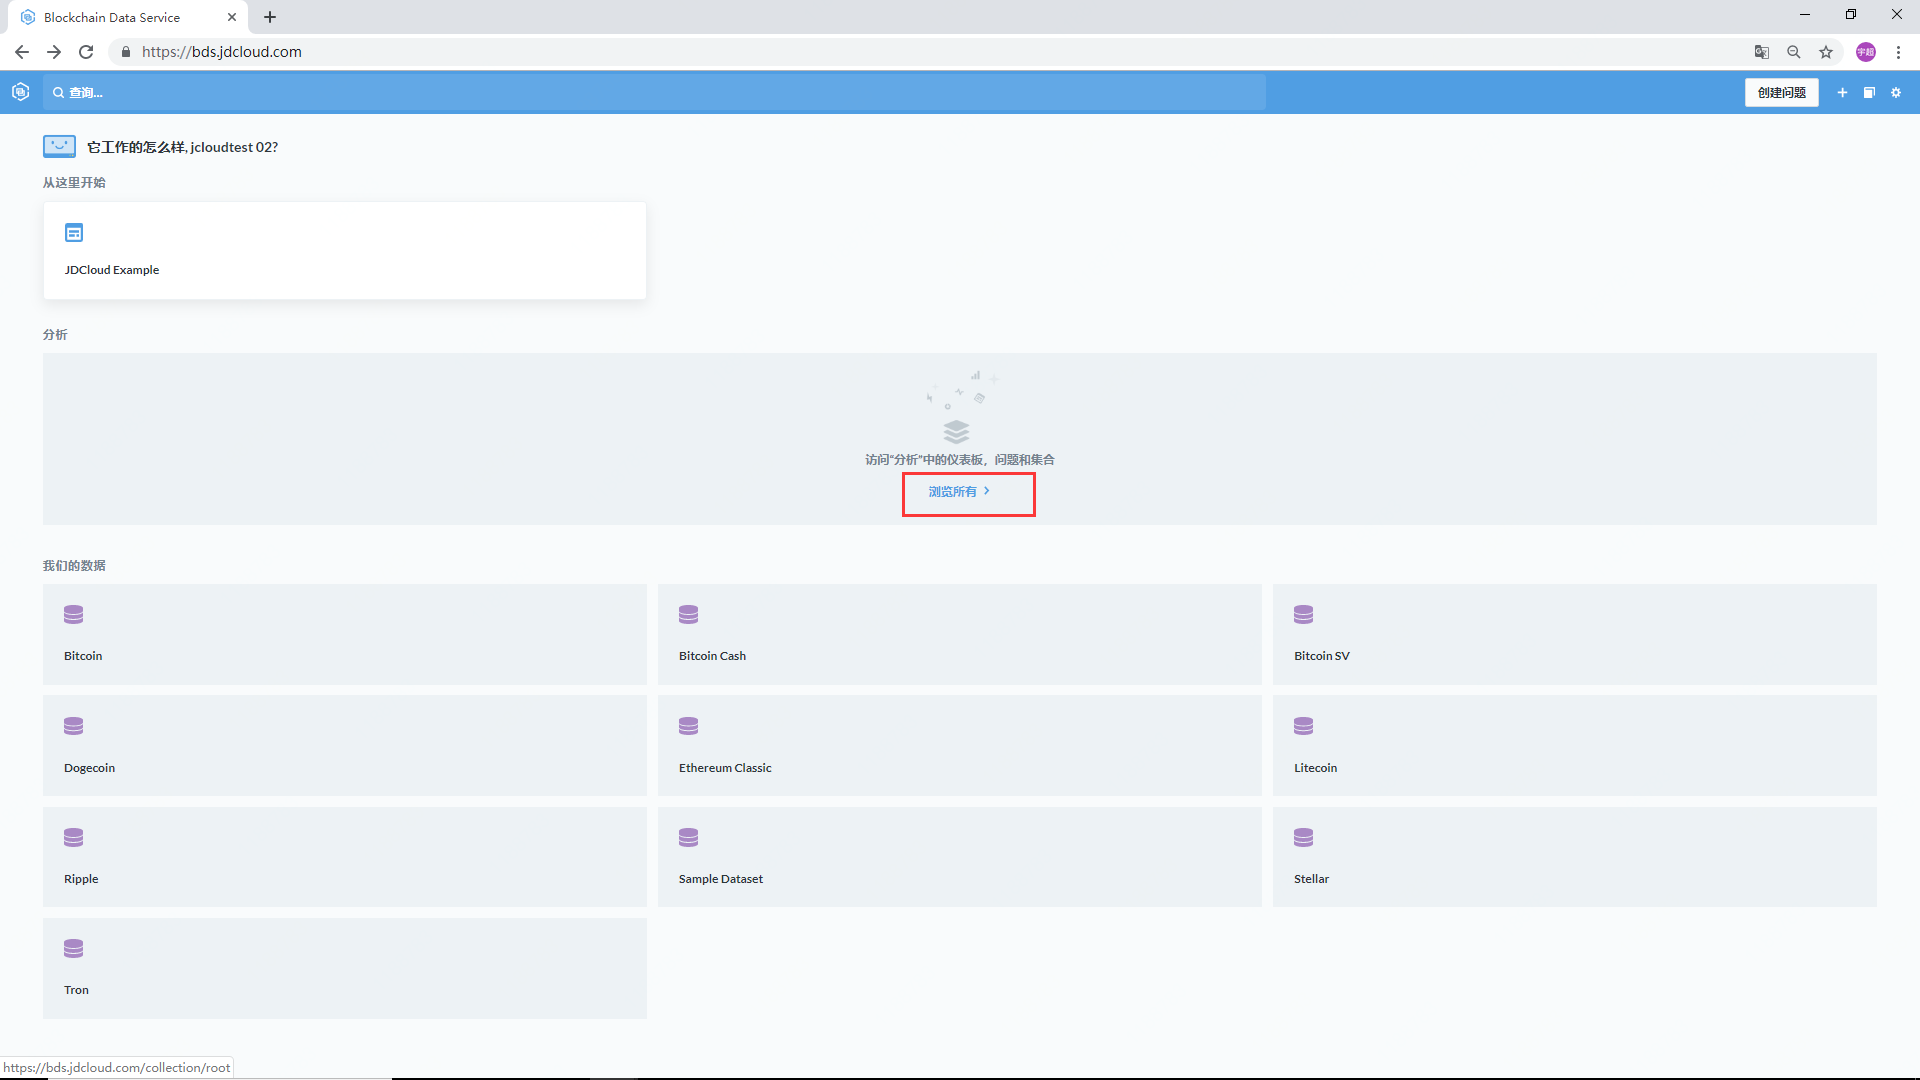 Blockchain Data Service
https://bds.jdcloud.com
宇超
查询...
创建问题
它工作的怎么样, jcloudtest 02?
从这里开始
JDCloud Example
分析
访问“分析”中的仪表板，问题和集合
浏览所有
我们的数据
Bitcoin
Bitcoin Cash
Bitcoin SV
Dogecoin
Ethereum Classic
Litecoin
Ripple
Sample Dataset
Stellar
Tron
https://bds.jdcloud.com/collection/root